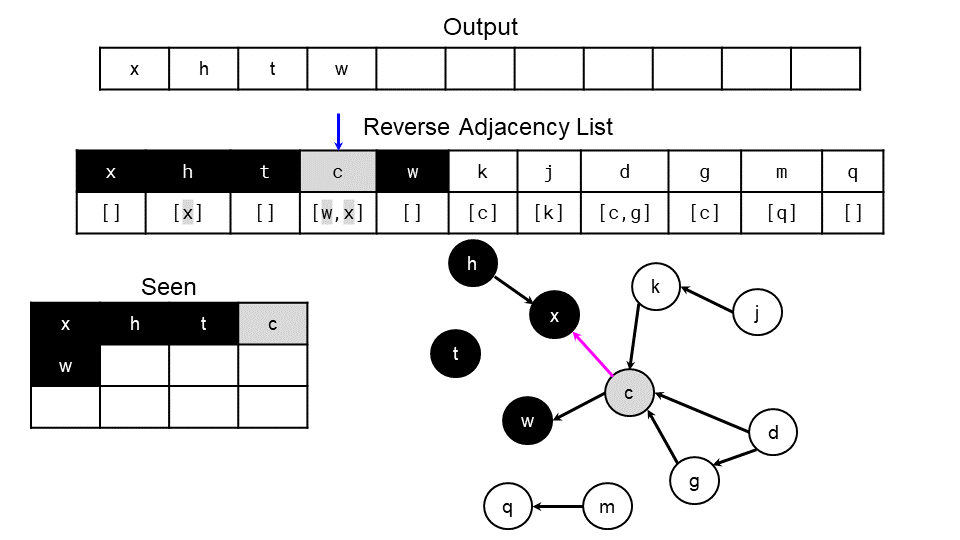 Output
x h t w
Reverse Adjacency List
x h t c w k j d g m q
[] [x] [] [w,x] [] [c] [k] [c,g] [c] [q] []
Seen
x h t c
w
h
x
k
j
t
c
w
d
g
q
m